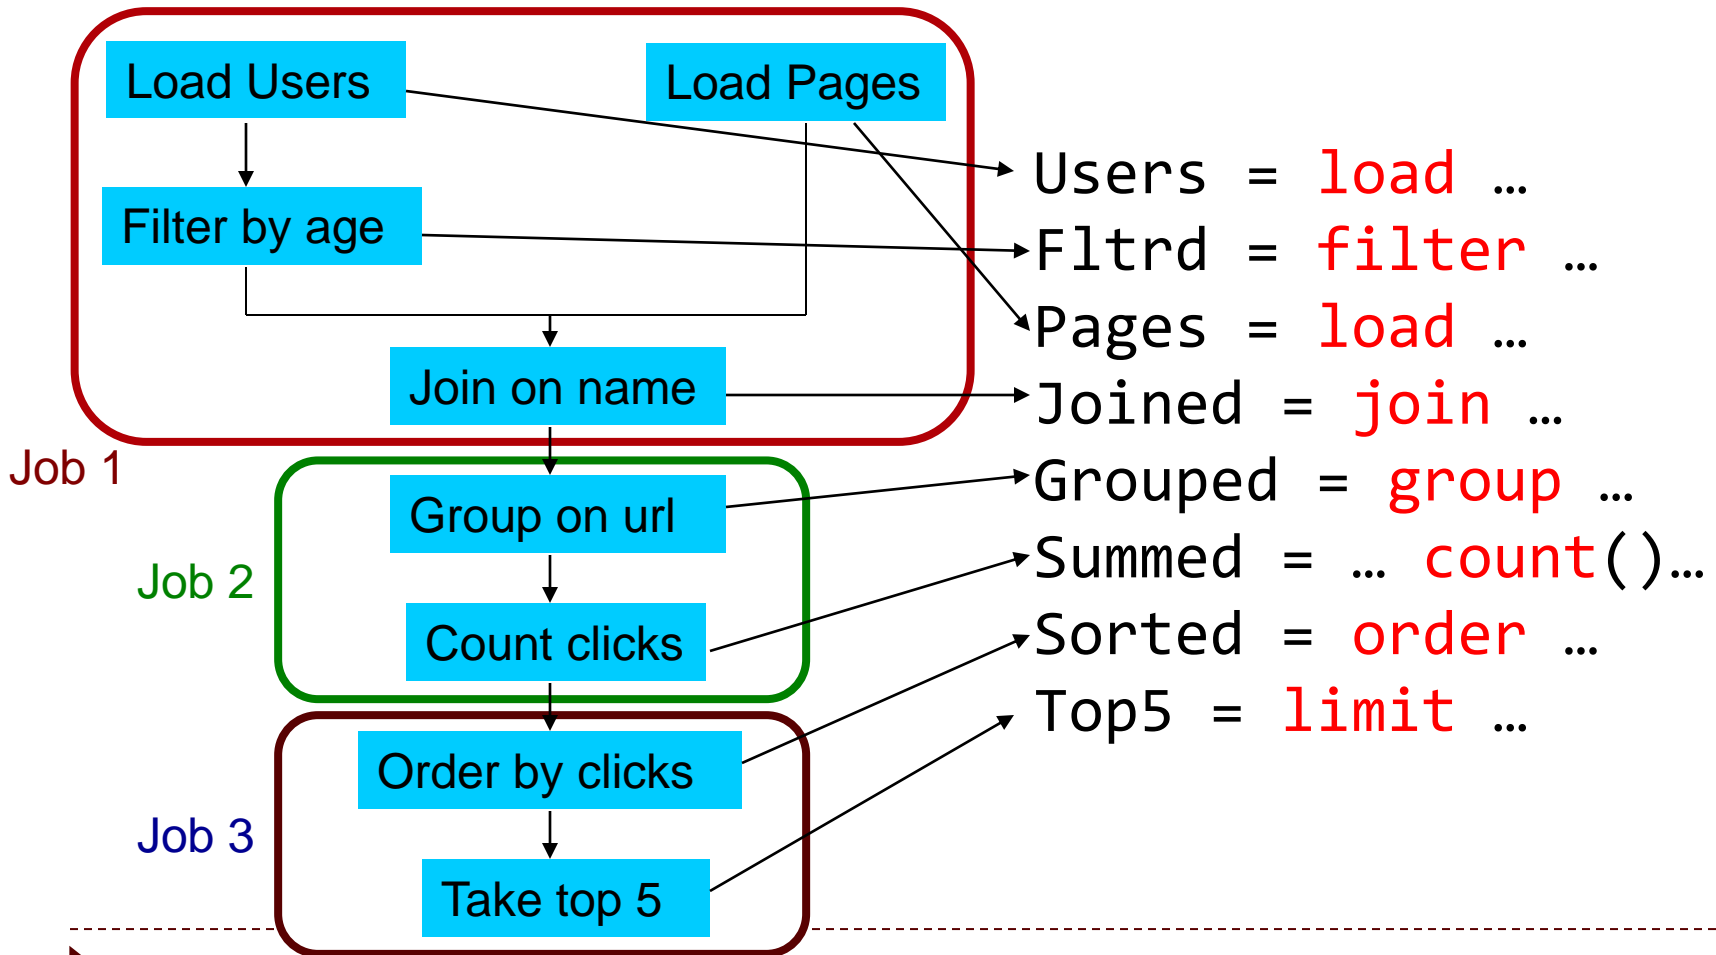 Load Users
Load Pages
Filter by age
Join on name
Job 1
Group on url
Job 2
Count clicks
Order by clicks
Job 3
Take top 5
Users = load …
Fltrd = filter …
Pages = load …
Joined = join …
Grouped = group …
Summed = … count()…
Sorted = order …
Top5 = limit …